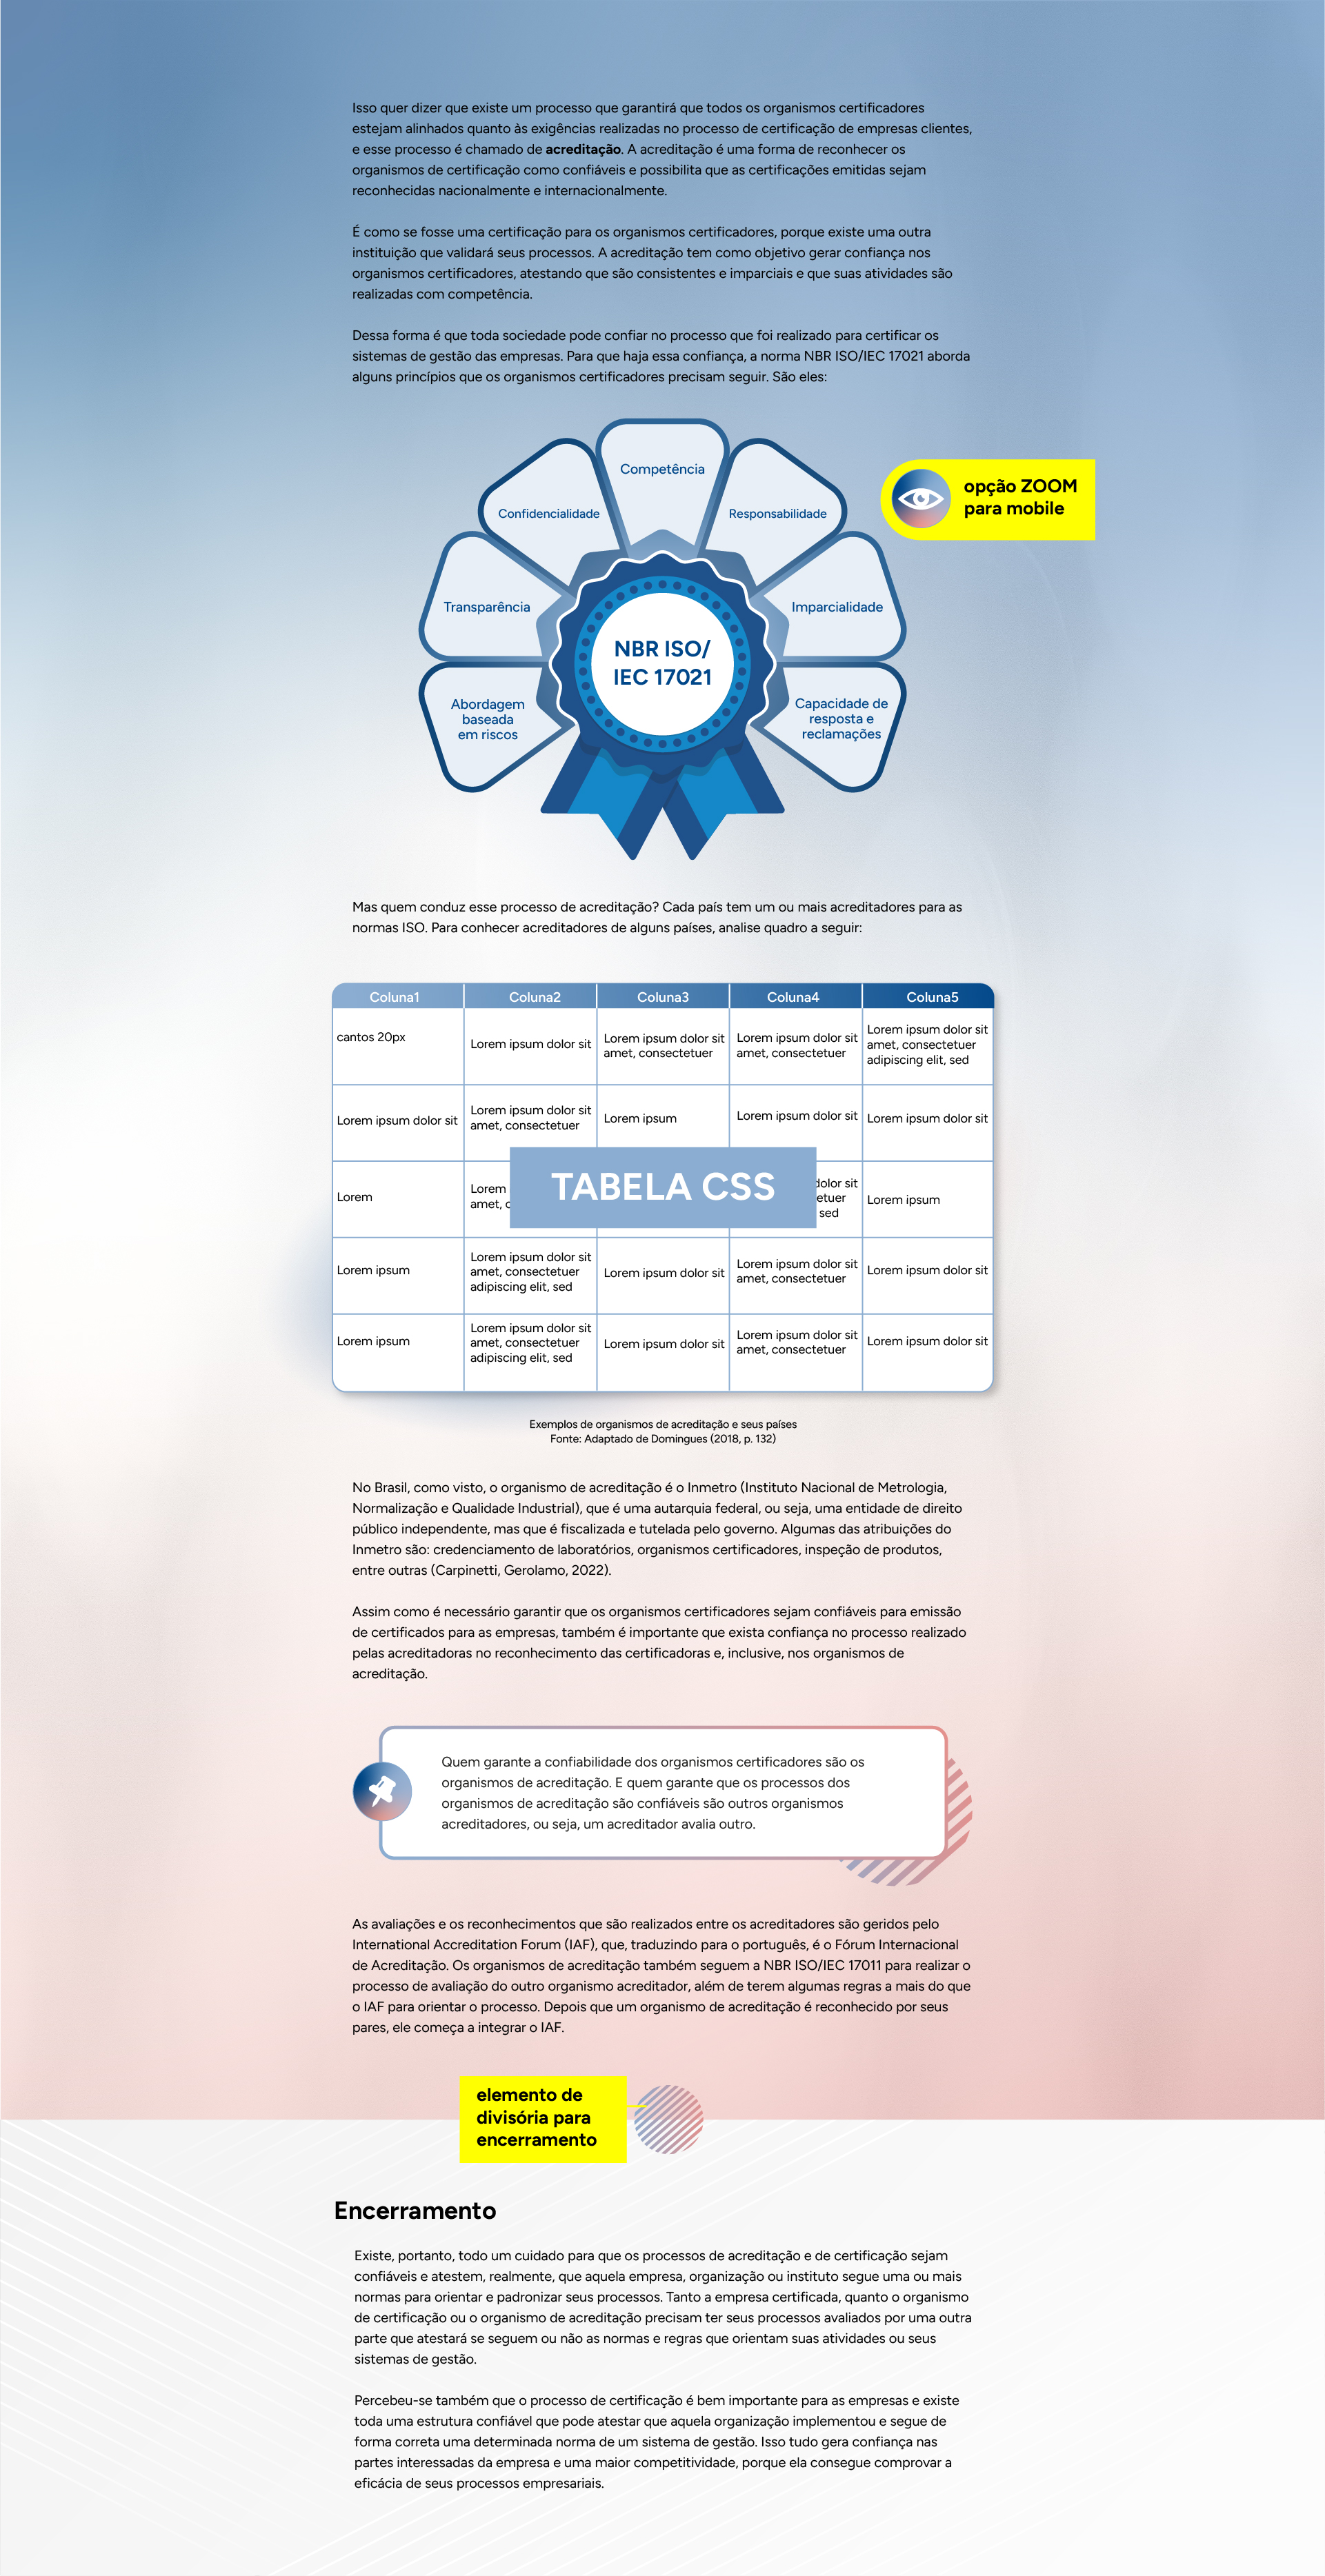 Isso quer dizer que existe um processo que garantirá que todos os organismos certificadores
estejam alinhados quanto às exigências realizadas no processo de certificação de empresas clientes,
e esse processo é chamado de acreditação. A acreditação é uma forma de reconhecer os
organismos de certificação como confiáveis e possibilita que as certificações emitidas sejam
reconhecidas nacionalmente e internacionalmente.
É como se fosse uma certificação para os organismos certificadores, porque existe uma outra
instituição que validará seus processos. A acreditação tem como objetivo gerar confiança nos
organismos certificadores, atestando que são consistentes e imparciais e que suas atividades são
realizadas com competência.
Dessa forma é que toda sociedade pode confiar no processo que foi realizado para certificar os
sistemas de gestão das empresas. Para que haja essa confiança, a norma NBR ISO/IEC 17021 aborda
alguns princípios que os organismos certificadores precisam seguir. São eles:
Competência
Confidencialidade
Responsabilidade
opção ZOOM
para mobile
Transparência
Imparcialidade
NBR ISO/
IEC 17021
Abordagem
baseada
em riscos
Capacidade de
resposta e
reclamações
Mas quem conduz esse processo de acreditação? Cada país tem um ou mais acreditadores para as
normas ISO. Para conhecer acreditadores de alguns países, analise quadro a seguir:
Coluna1 Coluna2 Coluna3 Coluna4 Coluna5
cantos 20px
Lorem ipsum dolor sit
Lorem ipsum dolor sit
amet, consectetuer
Lorem ipsum dolor sit
amet, consectetuer
Lorem ipsum dolor sit
amet, consectetuer
adipiscing elit, sed
Lorem ipsum dolor sit
Lorem ipsum dolor sit
amet, consectetuer
Lorem ipsum
Lorem ipsum dolor sit
Lorem ipsum dolor sit
Lorem
Lorem
amet,
TABELA CSS
dolor sit
sed
Lorem ipsum
Lorem ipsum
Lorem ipsum dolor sit
amet, consectetuer
adipiscing elit, sed
Lorem ipsum dolor sit
Lorem ipsum dolor sit
amet, consectetuer
Lorem ipsum dolor sit
Lorem ipsum
Lorem ipsum dolor sit
amet, consectetuer
adipiscing elit, sed
Lorem ipsum dolor sit
Lorem ipsum dolor sit
amet, consectetuer
Lorem ipsum dolor sit
Exemplos de organismos de acreditação e seus países
Fonte: Adaptado de Domingues (2018, p. 132)
No Brasil, como visto, o organismo de acreditação é o Inmetro (Instituto Nacional de Metrologia,
Normalização e Qualidade Industrial), que é uma autarquia federal, ou seja, uma entidade de direito
público independente, mas que é fiscalizada e tutelada pelo governo. Algumas das atribuições do
Inmetro são: credenciamento de laboratórios, organismos certificadores, inspeção de produtos,
entre outras (Carpinetti, Gerolamo, 2022).
Assim como é necessário garantir que os organismos certificadores sejam confiáveis para emissão
de certificados para as empresas, também é importante que exista confiança no processo realizado
pelas acreditadoras no reconhecimento das certificadoras e, inclusive, nos organismos de
acreditação.
Quem garante a confiabilidade dos organismos certificadores são os
organismos de acreditação. E quem garante que os processos dos
organismos de acreditação são confiáveis são outros organismos
acreditadores, ou seja, um acreditador avalia outro.
As avaliações e os reconhecimentos que são realizados entre os acreditadores são geridos pelo
International Accreditation Forum (IAF), que, traduzindo para o português, é o Fórum Internacional
de Acreditação. Os organismos de acreditação também seguem a NBR ISO/IEC 17011 para realizar o
processo de avaliação do outro organismo acreditador, além de terem algumas regras a mais do que
o IAF para orientar o processo. Depois que um organismo de acreditação é reconhecido por seus
pares, ele começa a integrar o IAF.
elemento de
divisória para
encerramento
Encerramento
Existe, portanto, todo um cuidado para que os processos de acreditação e de certificação sejam
confiáveis e atestem, realmente, que aquela empresa, organização ou instituto segue uma ou mais
normas para orientar e padronizar seus processos. Tanto a empresa certificada, quanto o organismo
de certificação ou o organismo de acreditação precisam ter seus processos avaliados por uma outra
parte que atestará se seguem ou não as normas e regras que orientam suas atividades ou seus
sistemas de gestão.
Percebeu-se também que o processo de certificação é bem importante para as empresas e existe
toda uma estrutura confiável que pode atestar que aquela organização implementou e segue de
forma correta uma determinada norma de um sistema de gestão. Isso tudo gera confiança nas
partes interessadas da empresa e uma maior competitividade, porque ela consegue comprovar a
eficácia de seus processos empresariais.